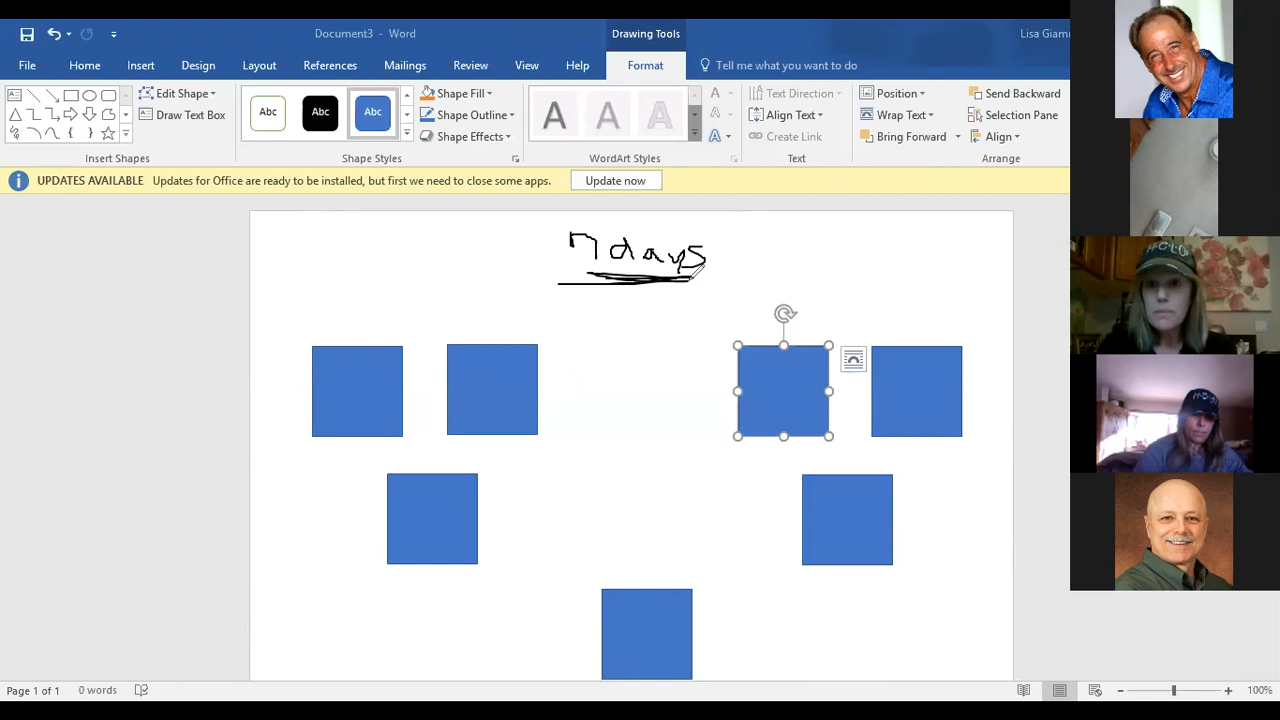 Document3 - Word
Drawing Tools
Lisa Giam
File Home Insert Design Layout References Mailings Review View Help Format Tell me what you want to do
Edit Shape
Draw Text Box
Insert Shapes
Abc Abc Abc
Shape Fill
Shape Outline
Shape Effects
Shape Styles
A A A
WordArt Styles
Text Direction
Align Text
Create Link
Text
Position
Wrap Text
Bring Forward
Send Backward
Selection Pane
Align
Arrange
UPDATES AVAILABLE Updates for Office are ready to be installed, but first we need to close some apps. Update now
7 days
Page 1 of 1 0 words 100%